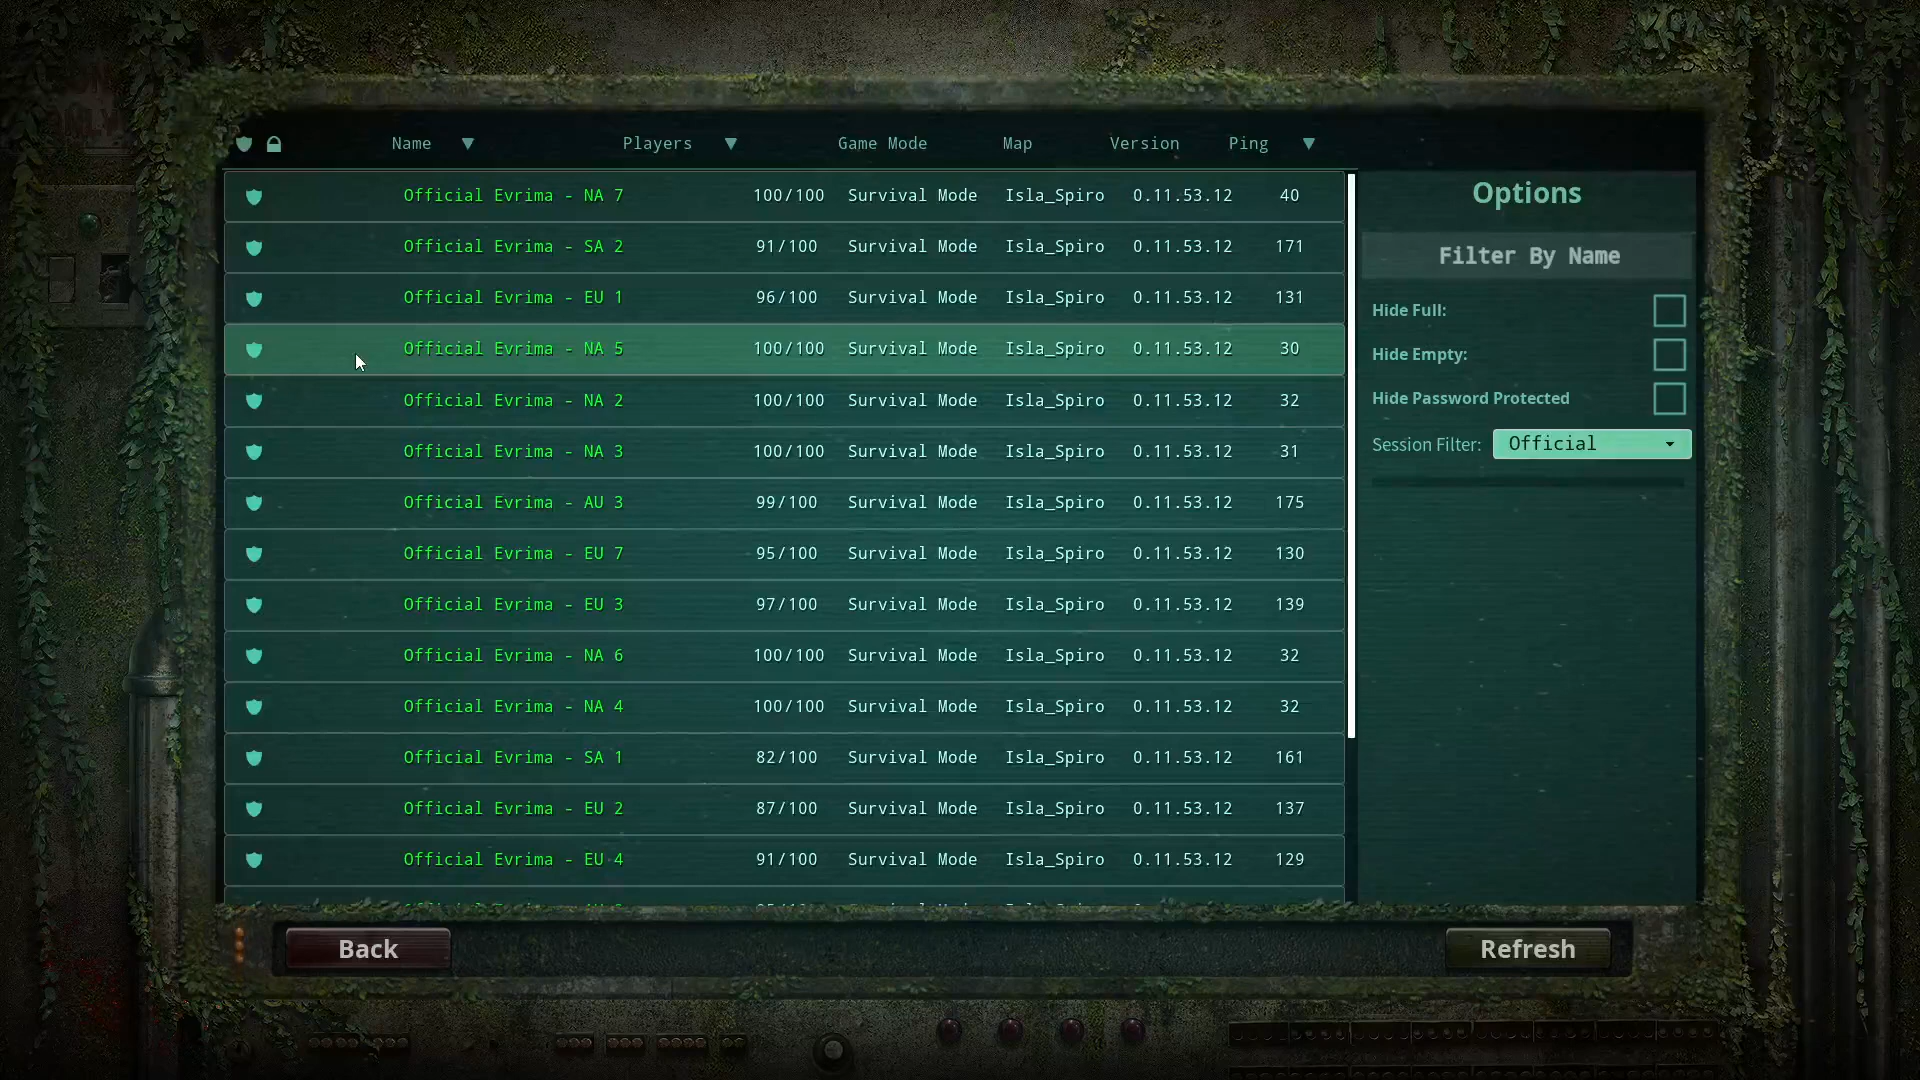 Name Players Game Mode Map Version Ping
Official Evrima - NA 7 100/100 Survival Mode Isla_Spiro 0.11.53.12 40
Official Evrima - SA 2 91/100 Survival Mode Isla_Spiro 0.11.53.12 171
Official Evrima - EU 1 96/100 Survival Mode Isla_Spiro 0.11.53.12 131
Official Evrima - NA 5 100/100 Survival Mode Isla_Spiro 0.11.53.12 30
Official Evrima - NA 2 100/100 Survival Mode Isla_Spiro 0.11.53.12 32
Official Evrima - NA 3 100/100 Survival Mode Isla_Spiro 0.11.53.12 31
Official Evrima - AU 3 99/100 Survival Mode Isla_Spiro 0.11.53.12 175
Official Evrima - EU 7 95/100 Survival Mode Isla_Spiro 0.11.53.12 130
Official Evrima - EU 3 97/100 Survival Mode Isla_Spiro 0.11.53.12 139
Official Evrima - NA 6 100/100 Survival Mode Isla_Spiro 0.11.53.12 32
Official Evrima - NA 4 100/100 Survival Mode Isla_Spiro 0.11.53.12 32
Official Evrima - SA 1 82/100 Survival Mode Isla_Spiro 0.11.53.12 161
Official Evrima - EU 2 87/100 Survival Mode Isla_Spiro 0.11.53.12 137
Official Evrima - EU 4 91/100 Survival Mode Isla_Spiro 0.11.53.12 129
Options
Filter By Name
Hide Full:
Hide Empty:
Hide Password Protected
Session Filter: Official
Back
Refresh